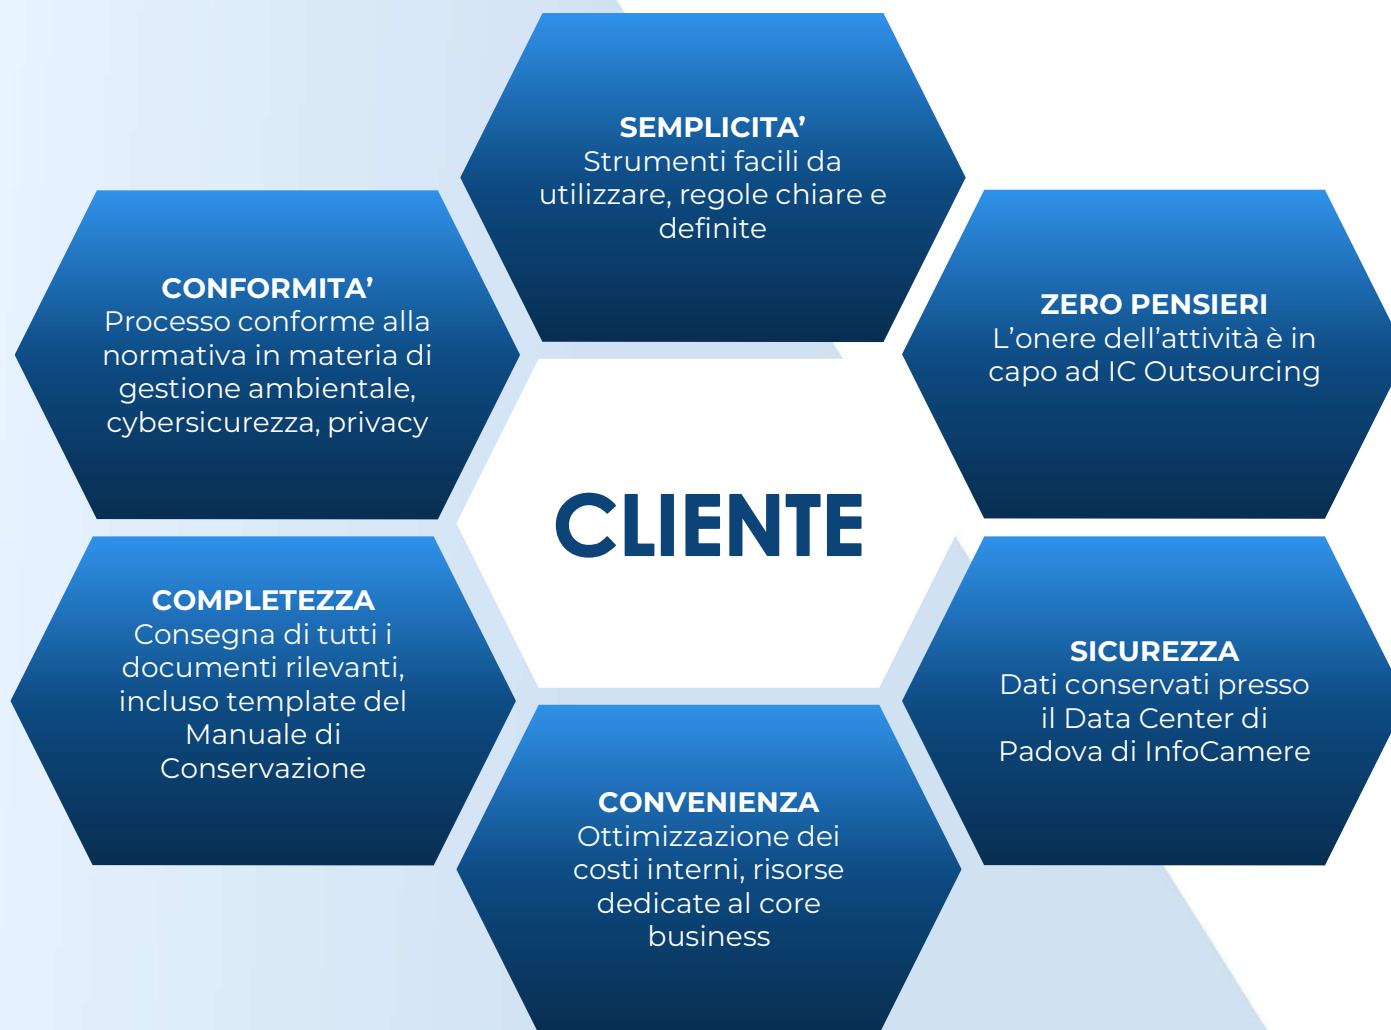 SEMPLICITA’
Strumenti facili da
utilizzare, regole chiare e
definite
CONFORMITA’
Processo conforme alla
normativa in materia di
gestione ambientale,
cybersicurezza, privacy
ZERO PENSIERI
L’onere dell’attività è in
capo ad IC Outsourcing
CLIENTE
COMPLETEZZA
Consegna di tutti i
documenti rilevanti,
incluso template del
Manuale di
Conservazione
SICUREZZA
Dati conservati presso
il Data Center di
Padova di InfoCamere
CONVENIENZA
Ottimizzazione dei
costi interni, risorse
dedicate al core
business